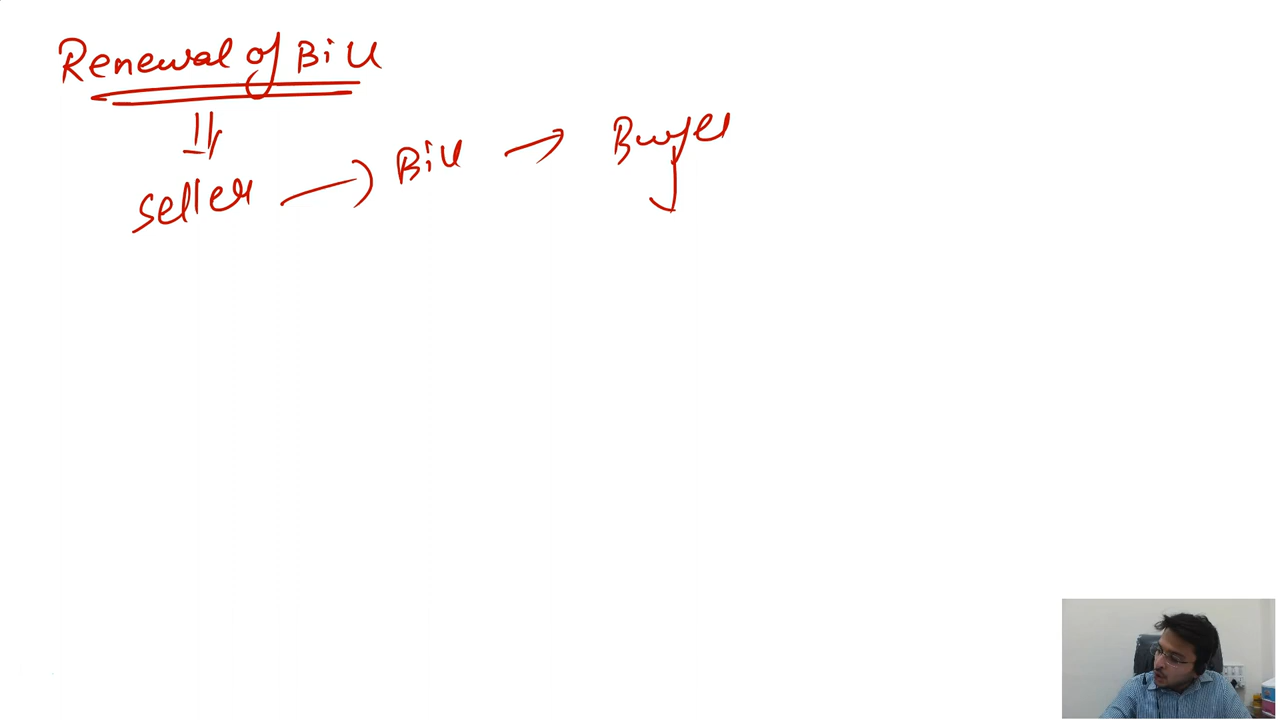 Renewal of Bill
Seller → Bill → Buyer